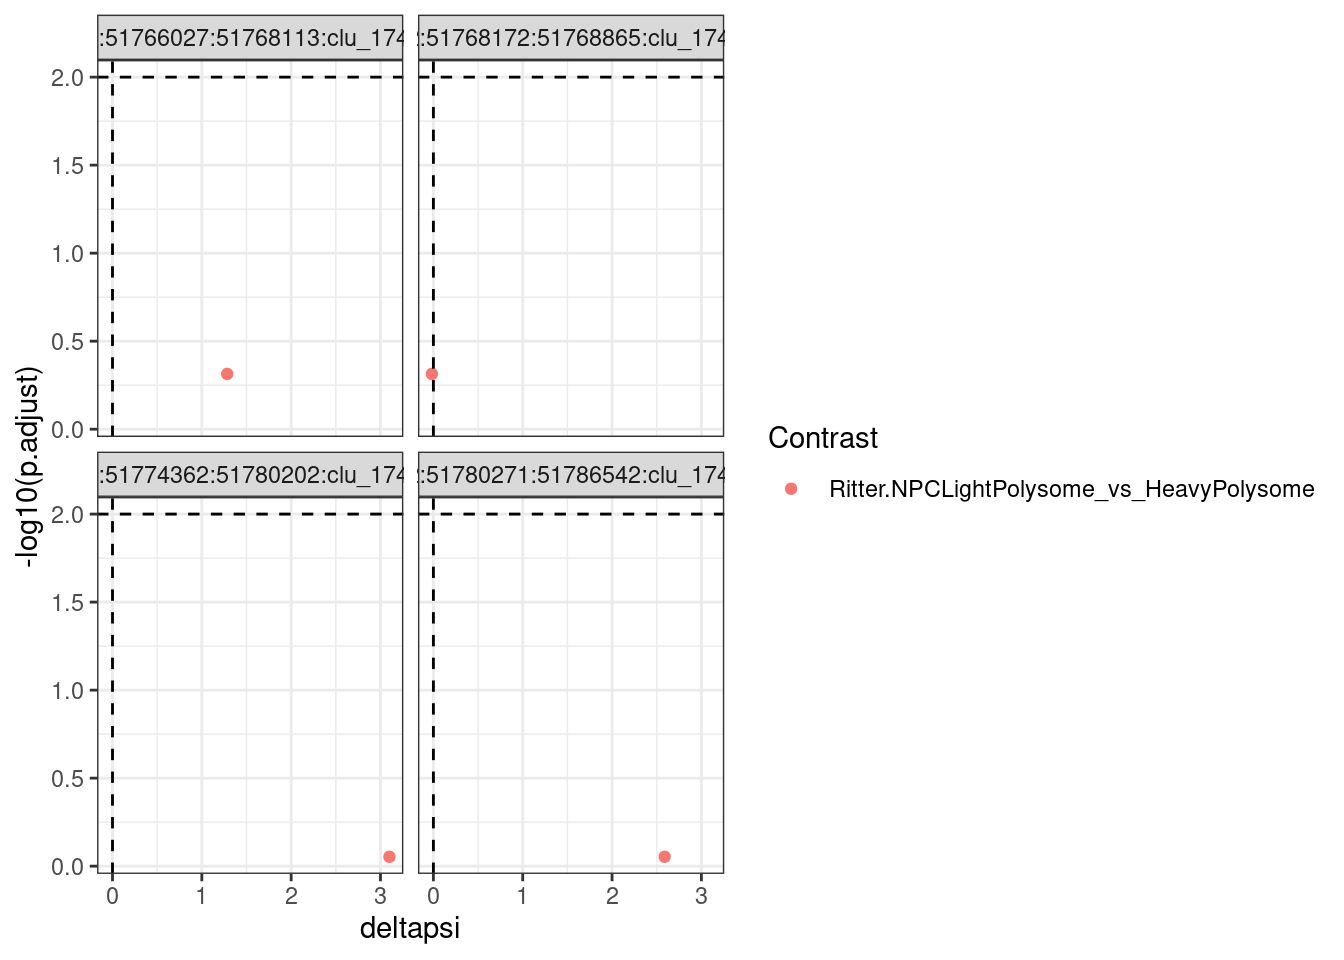 :51766027:51768113:clu_174
:51768172:51768865:clu_174
2.0
1.5
1.0
0.5
0.0
:51774362:51780202:clu_174
:51780271:51786542:clu_174
2.0
1.5
1.0
0.5
0.0
0 1 2 3
0 1 2 3
deltapsi
-log10(p.adjust)
Contrast
Ritter.NPCLightPolysome_vs_HeavyPolysome